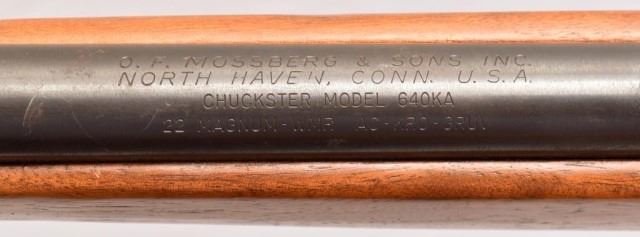 O. F. MOSSBERG & SONS INC.
NORTH HAVEN, CONN. U.S.A.
CHUCKSTER MODEL 640KA
22 MAGNUM-WMR AC-KRO-GRUV